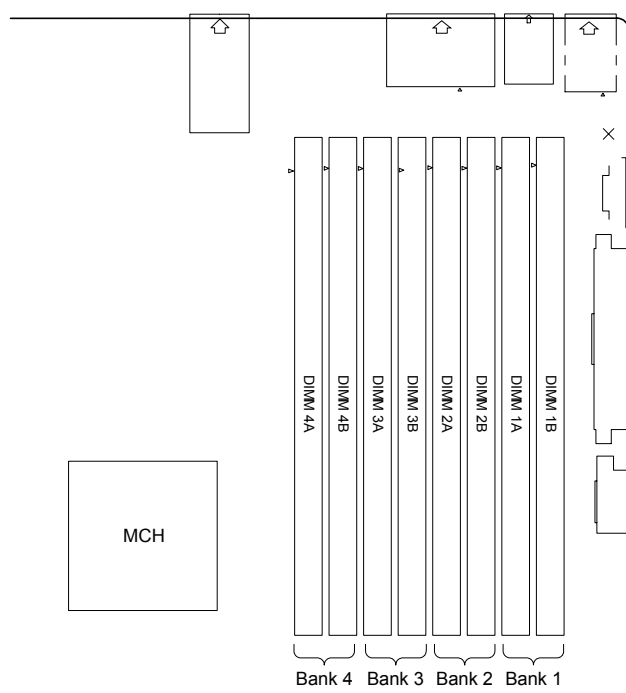 DIMM 4A
DIMM 4B
DIMM 3A
DIMM 3B
DIMM 2A
DIMM 2B
DIMM 1A
DIMM 1B
MCH
Bank 4
Bank 3
Bank 2
Bank 1